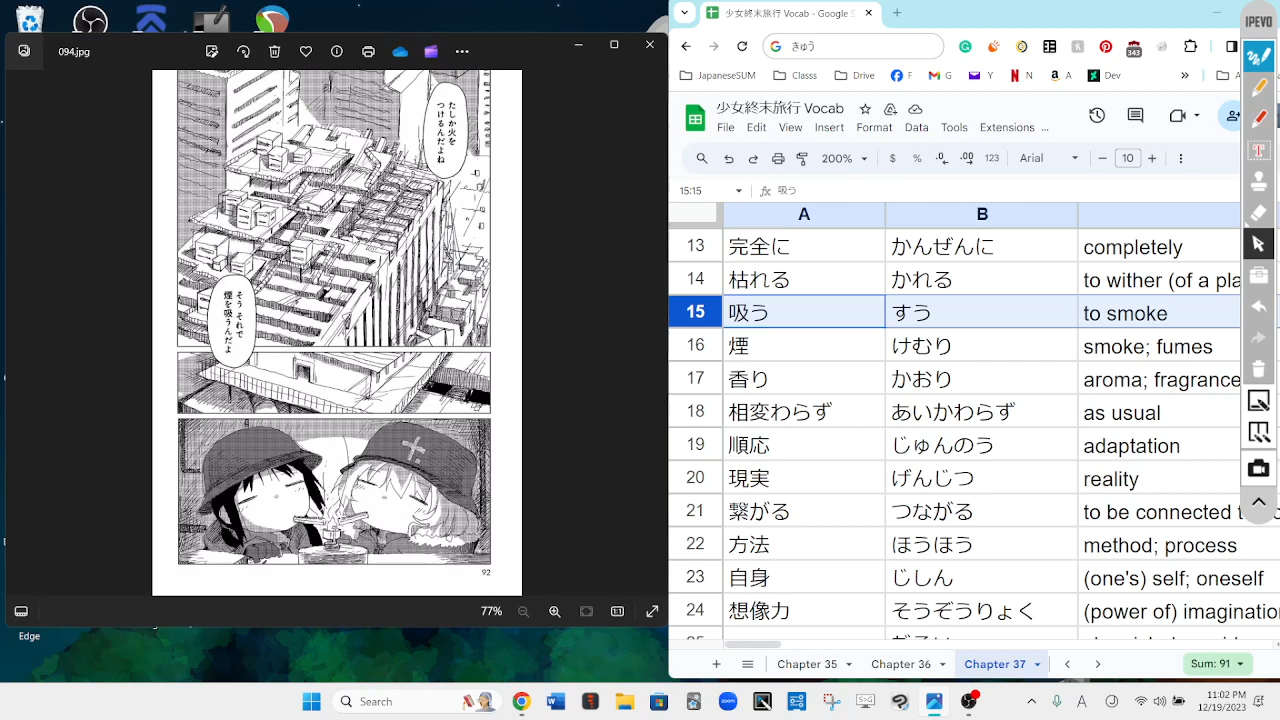 094.jpg
たしか火を
つけるんだよね
そう それで
煙を吸うんだよ
92
77%
Edge
少女終末旅行 Vocab - Google S
きゅう
343
JapaneseSUM
Classs
Drive
F
G
Y
N
A
Dev
A
少女終末旅行 Vocab
File Edit View Insert Format Data Tools Extensions ...
200%
$ % .0 .00 123 Arial 10
15:15 fx 吸う
A B
13 完全に かんぜんに completely
14 枯れる かれる to wither (of a pla
15 吸う すう to smoke
16 煙 けむり smoke; fumes
17 香り かおり aroma; fragrance
18 相変わらず あいかわらず as usual
19 順応 じゅんのう adaptation
20 現実 げんじつ reality
21 繋がる つながる to be connected t
22 方法 ほうほう method; process
23 自身 じしん (one's) self; oneself
24 想像力 そうぞうりょく (power of) imagination
Chapter 35 Chapter 36 Chapter 37 Sum: 91
IPEVO
Search
11:02 PM
12/19/2023